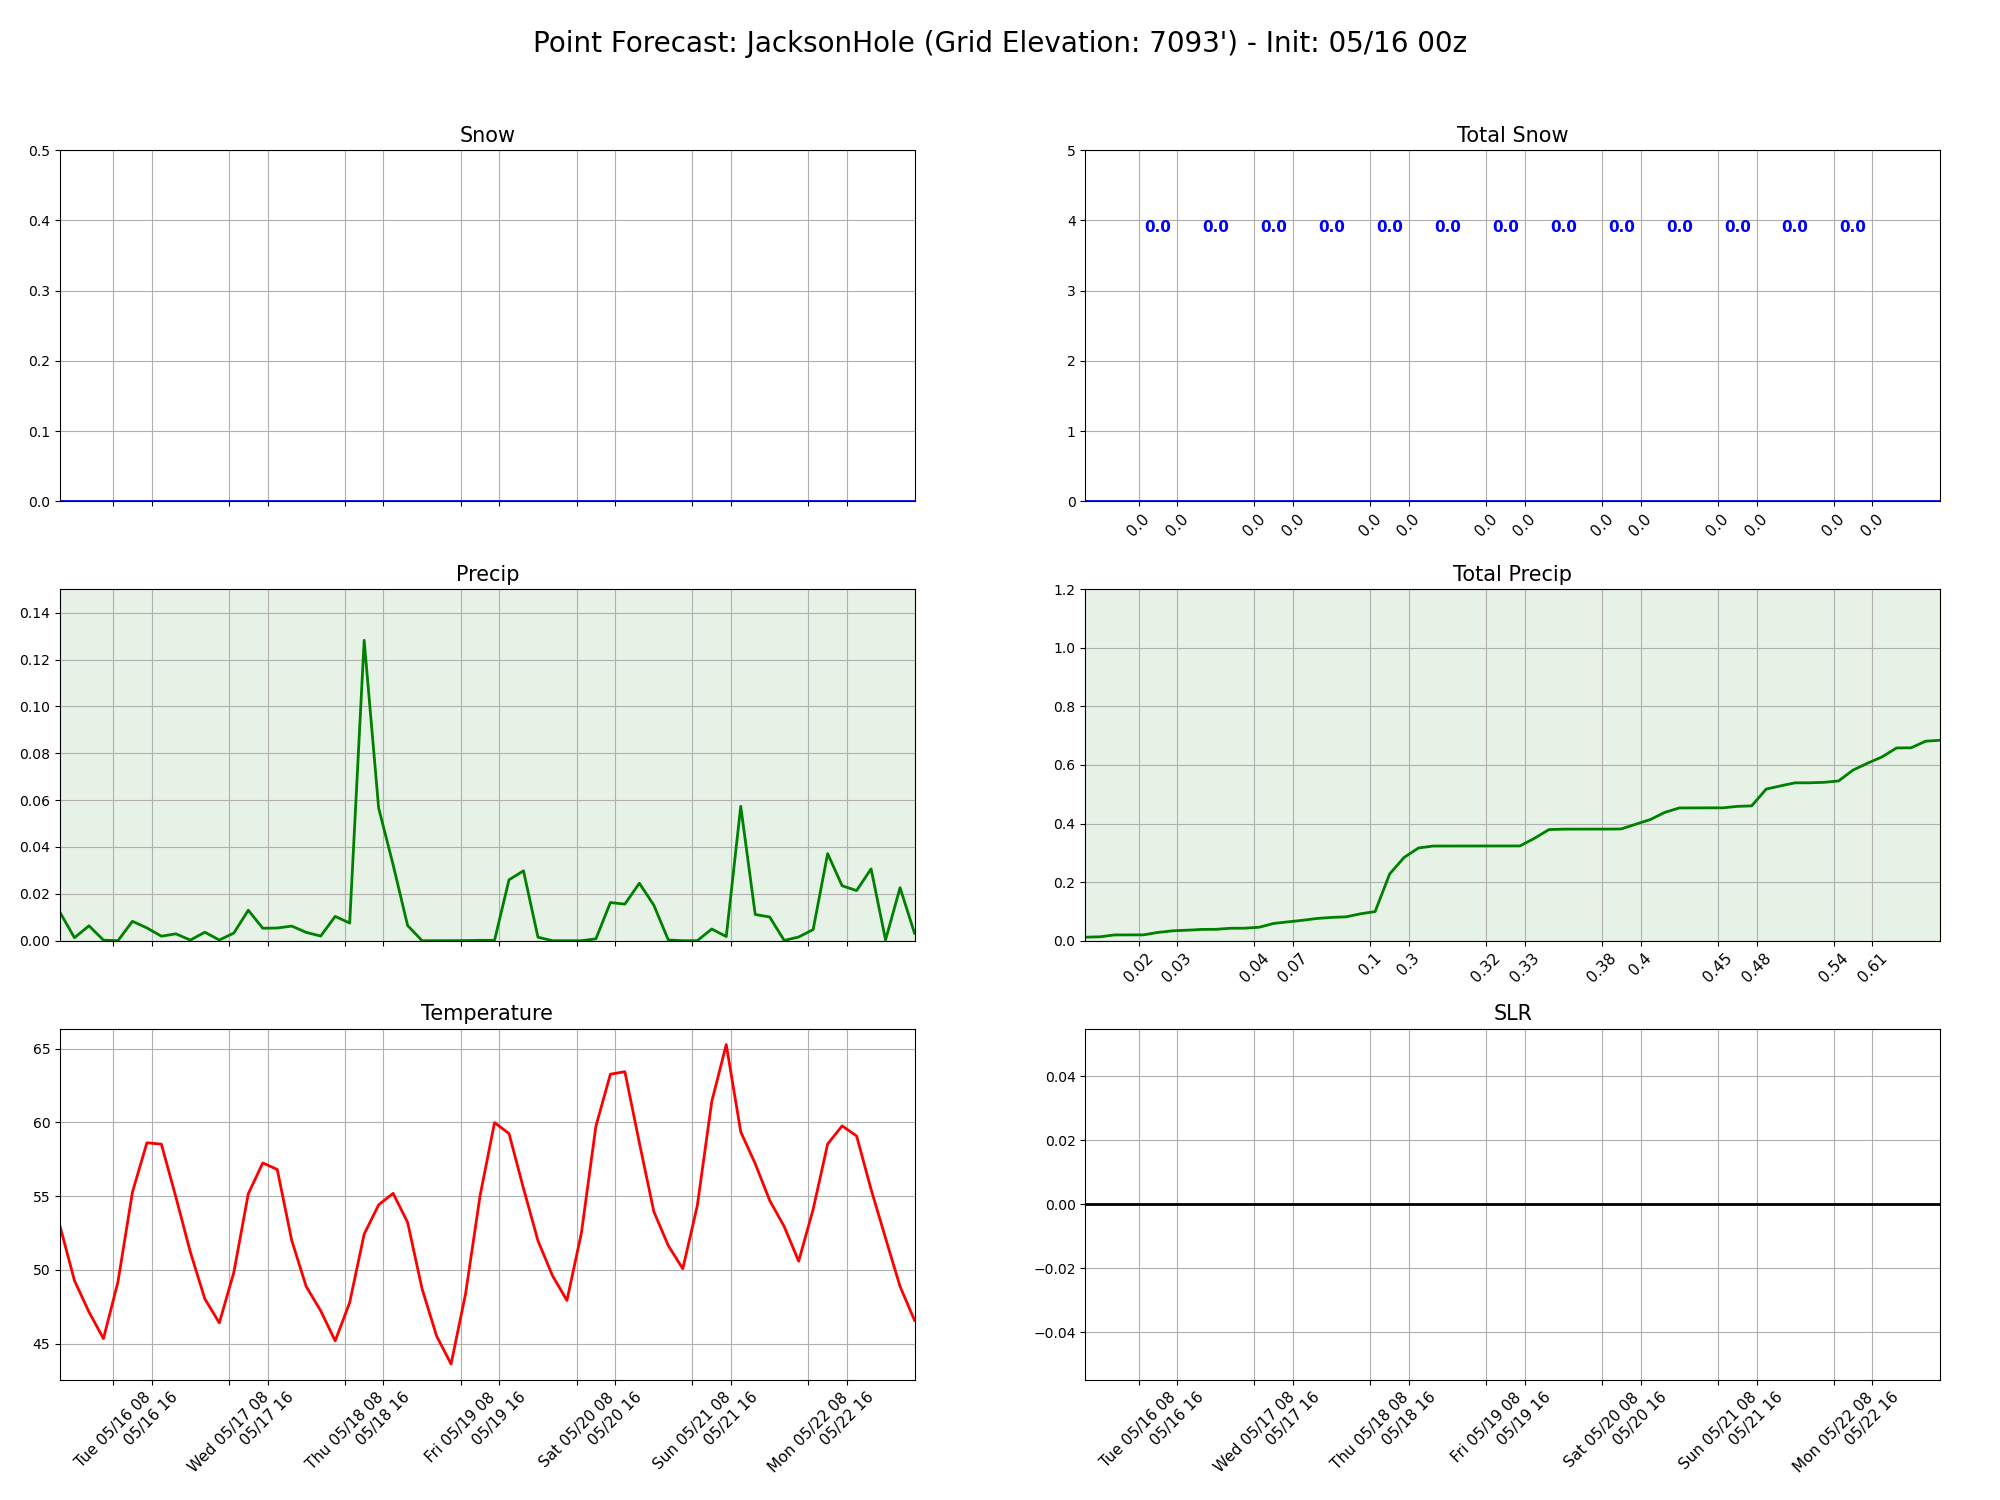 Point Forecast: JacksonHole (Grid Elevation: 7093') - Init: 05/16 00z
Snow
0.5
0.4
0.3
0.2
0.1
0.0
Total Snow
5
4
3
2
1
0
0.0 0.0 0.0 0.0 0.0 0.0 0.0 0.0 0.0 0.0 0.0 0.0 0.0
0.0 0.0 0.0 0.0 0.0 0.0 0.0 0.0 0.0 0.0 0.0 0.0 0.0 0.0
Precip
0.14
0.12
0.10
0.08
0.06
0.04
0.02
0.00
Total Precip
1.2
1.0
0.8
0.6
0.4
0.2
0.0
0.02 0.03 0.04 0.07 0.1 0.3 0.32 0.33 0.38 0.4 0.45 0.48 0.54 0.61
Temperature
65
60
55
50
45
Tue 05/16 08
05/16 16
Wed 05/17 08
05/17 16
Thu 05/18 08
05/18 16
Fri 05/19 08
05/19 16
Sat 05/20 08
05/20 16
Sun 05/21 08
05/21 16
Mon 05/22 08
05/22 16
SLR
0.04
0.02
0.00
−0.02
−0.04
Tue 05/16 08
05/16 16
Wed 05/17 08
05/17 16
Thu 05/18 08
05/18 16
Fri 05/19 08
05/19 16
Sat 05/20 08
05/20 16
Sun 05/21 08
05/21 16
Mon 05/22 08
05/22 16